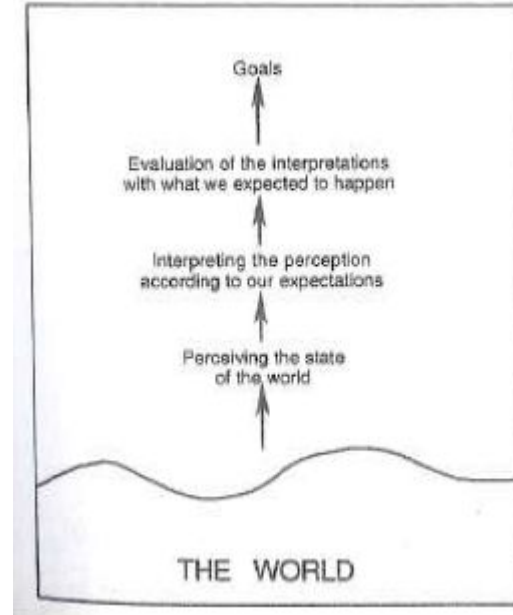 Goals
Evaluation of the interpretations
with what we expected to happen
Interpreting the perception
according to our expectations
Perceiving the state
of the world
THE WORLD